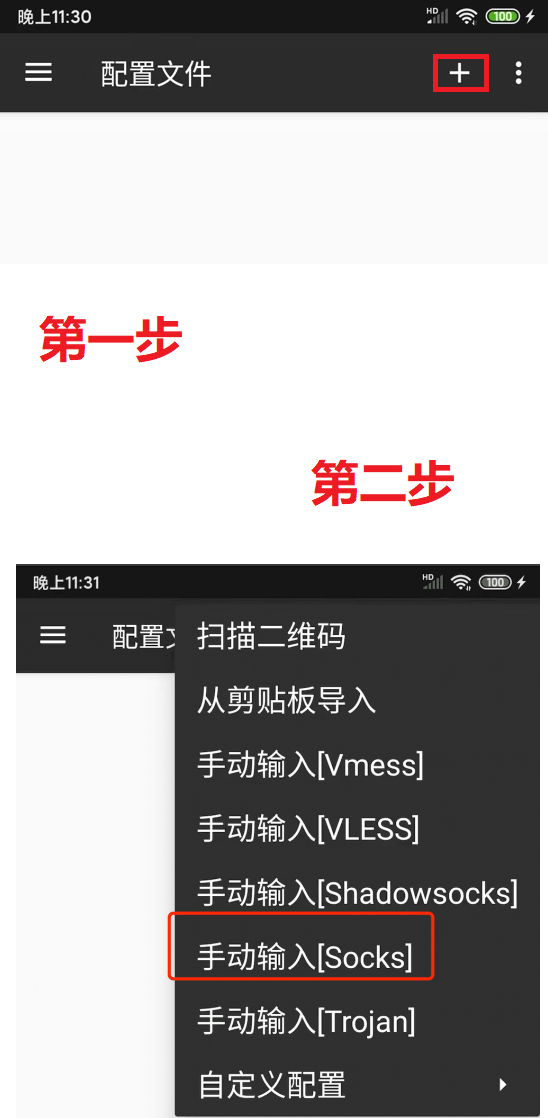 晚上11:30
HD
100
配置文件
第一步
第二步
晚上11:31
HD
100
配置文
扫描二维码
从剪贴板导入
手动输入[Vmess]
手动输入[VLESS]
手动输入[Shadowsocks]
手动输入[Socks]
手动输入[Trojan]
自定义配置